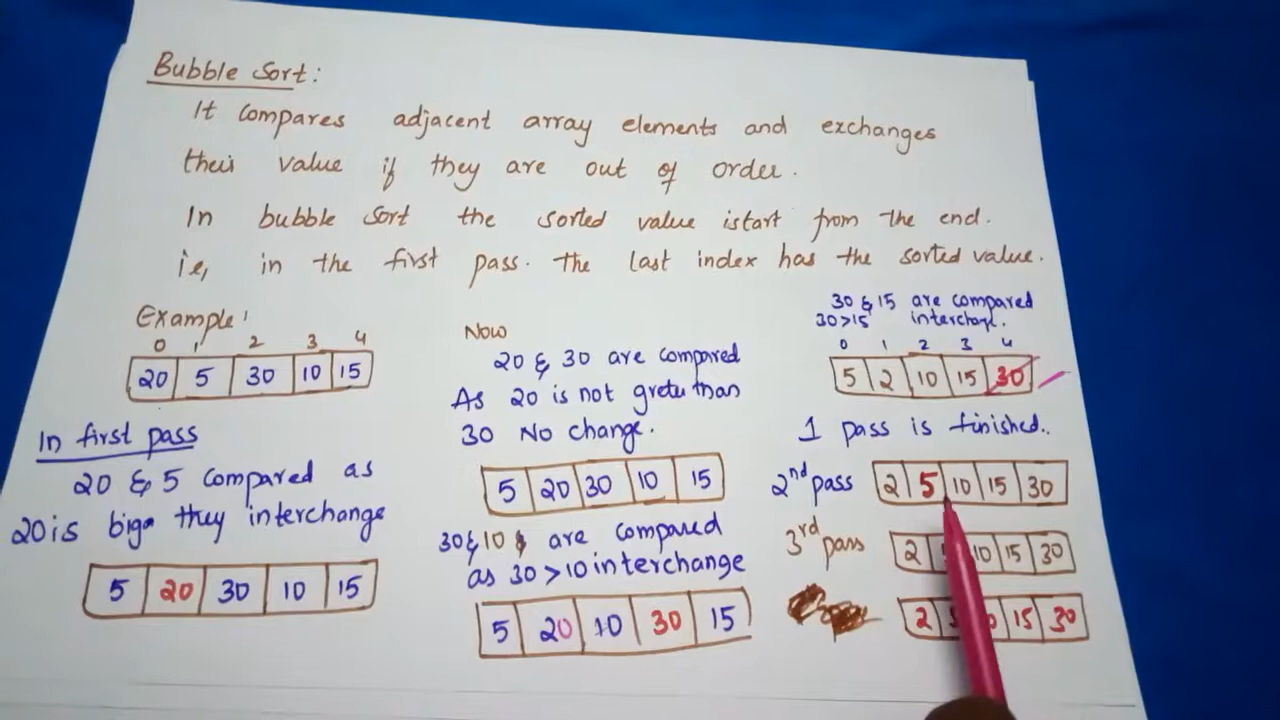 Bubble Sort:
It compares adjacent array elements and exchanges
their value if they are out of order.
In bubble sort the sorted value istart from the end.
ie, in the first pass. The last index has the sorted value.
Example:
0 1 2 3 4
20 5 30 10 15
In first pass
20 & 5 compared as
20 is biga they interchange
5 20 30 10 15
Now
20 & 30 are compared
As 20 is not gretu than
30 No change.
5 20 30 10 15
30 & 10 are compared
as 30 > 10 interchange
5 20 10 30 15
30 & 15 are compared
30>15 interchange.
0 1 2 3 4
5 2 10 15 30
1 pass is finished..
2nd pass 2 5 10 15 30
3rd pass 2 10 15 30
2 15 30